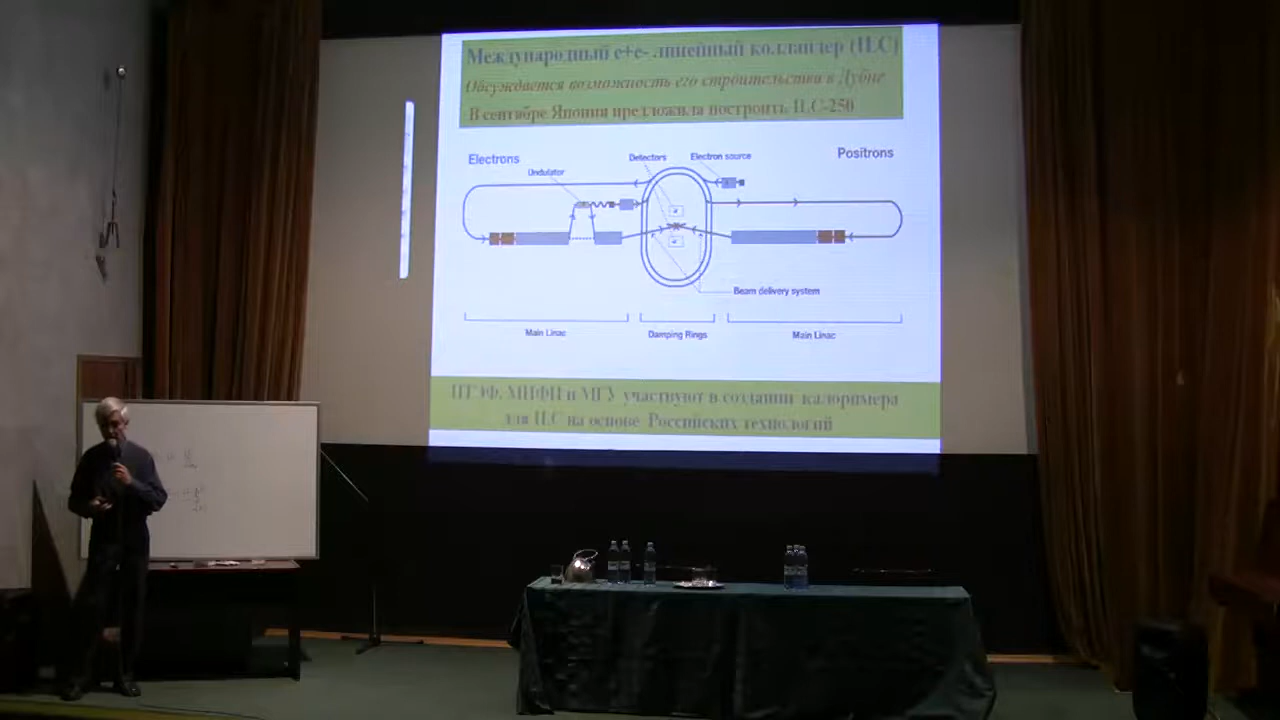 Международный e+e- линейный коллайдер (ILC)
Обсуждается возможность его строительства в Дубне
В сентябре Япония предложила построить ILC-250
Electrons
Undulator
Detectors
Electron source
Positrons
Beam delivery system
Main Linac
Damping Rings
Main Linac
ИТЭФ, МИФИ и МГУ участвуют в создании калориметра
для ILC на основе Российских технологий